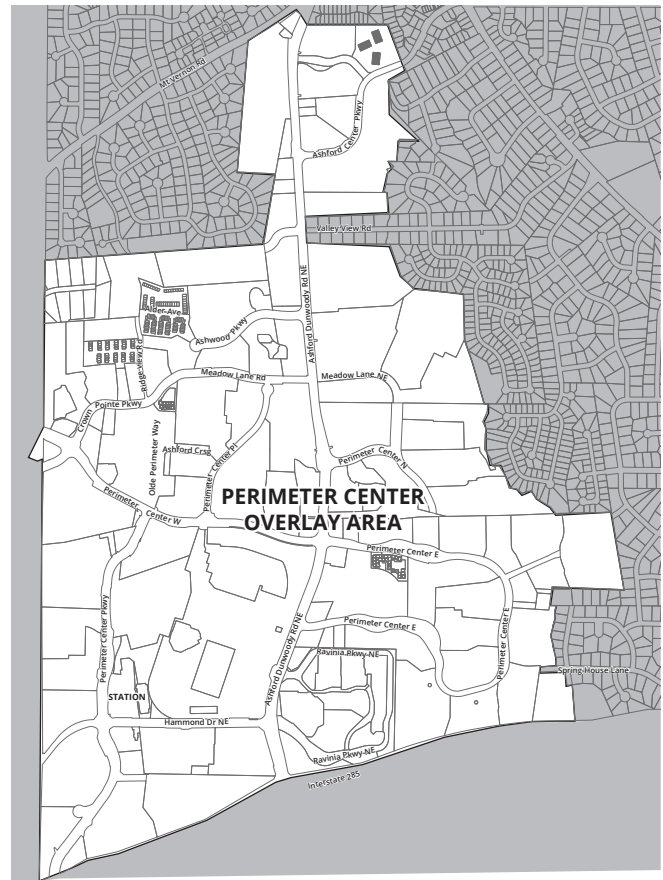 Mt Vernon Rd
Ashford Center Pkwy
Valley View Rd
Ashford Dunwoody Rd NE
Alder Ave
Ashwood Pkwy
Ridge View Rd
Meadow Lane Rd
Meadow Lane NE
Crown Pointe Pkwy
Olde Perimeter Way
Ashford Crsg
Perimeter Center Pl
Perimeter Center N
PERIMETER CENTER
OVERLAY AREA
Perimeter Center W
Perimeter Center E
Perimeter Center Pkwy
Perimeter Center E
Perimeter Center E
Ashford Dunwoody Rd NE
Ravinia Pkwy NE
Spring House Lane
STATION
Hammond Dr NE
Ravinia Pkwy NE
Interstate 285